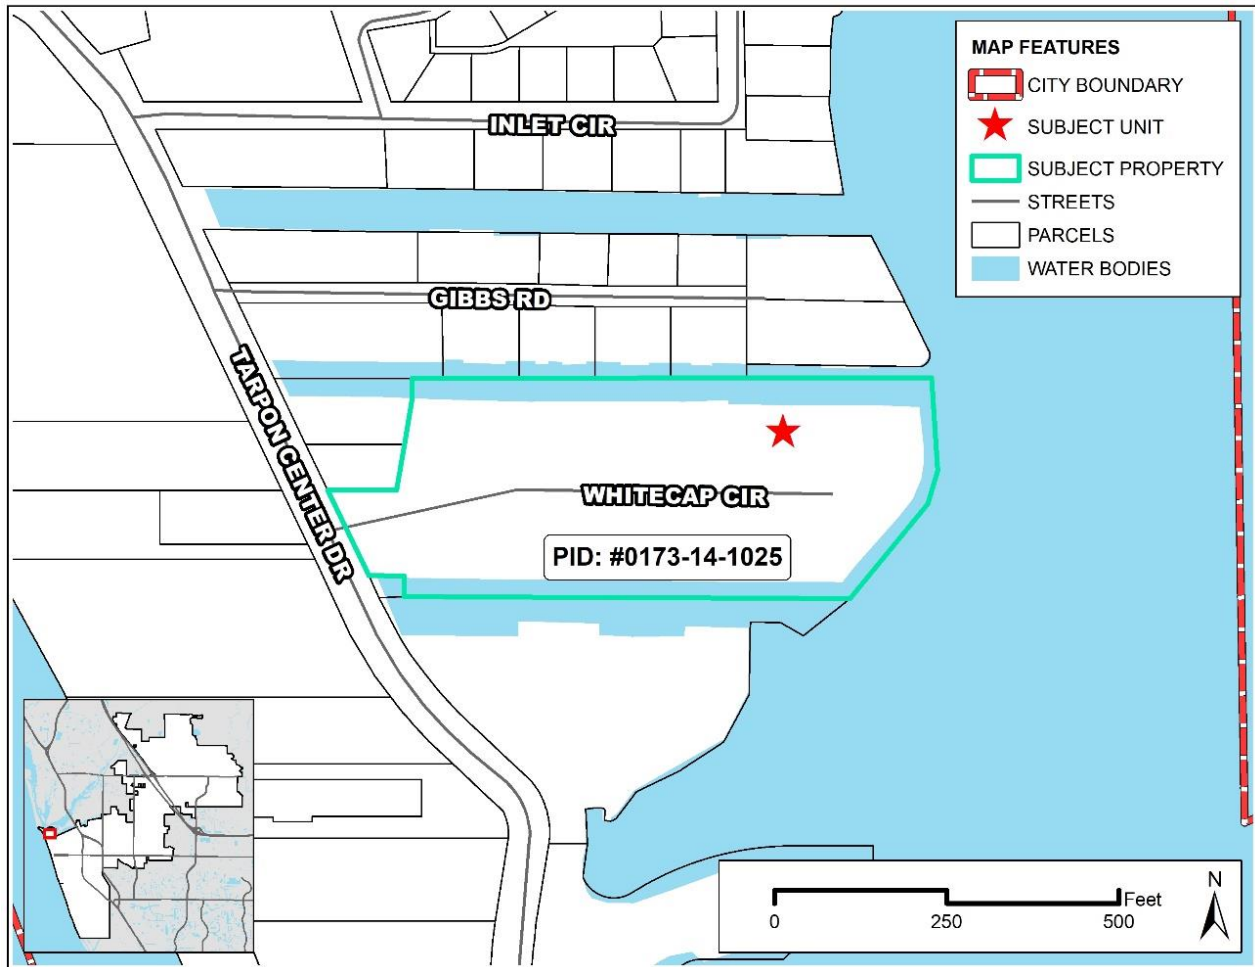 MAP FEATURES
CITY BOUNDARY
SUBJECT UNIT
SUBJECT PROPERTY
STREETS
PARCELS
WATER BODIES
INLET CIR
GIBBS RD
TARPON CENTER DR
WHITECAP CIR
PID: #0173-14-1025
Feet
0
250
500
N